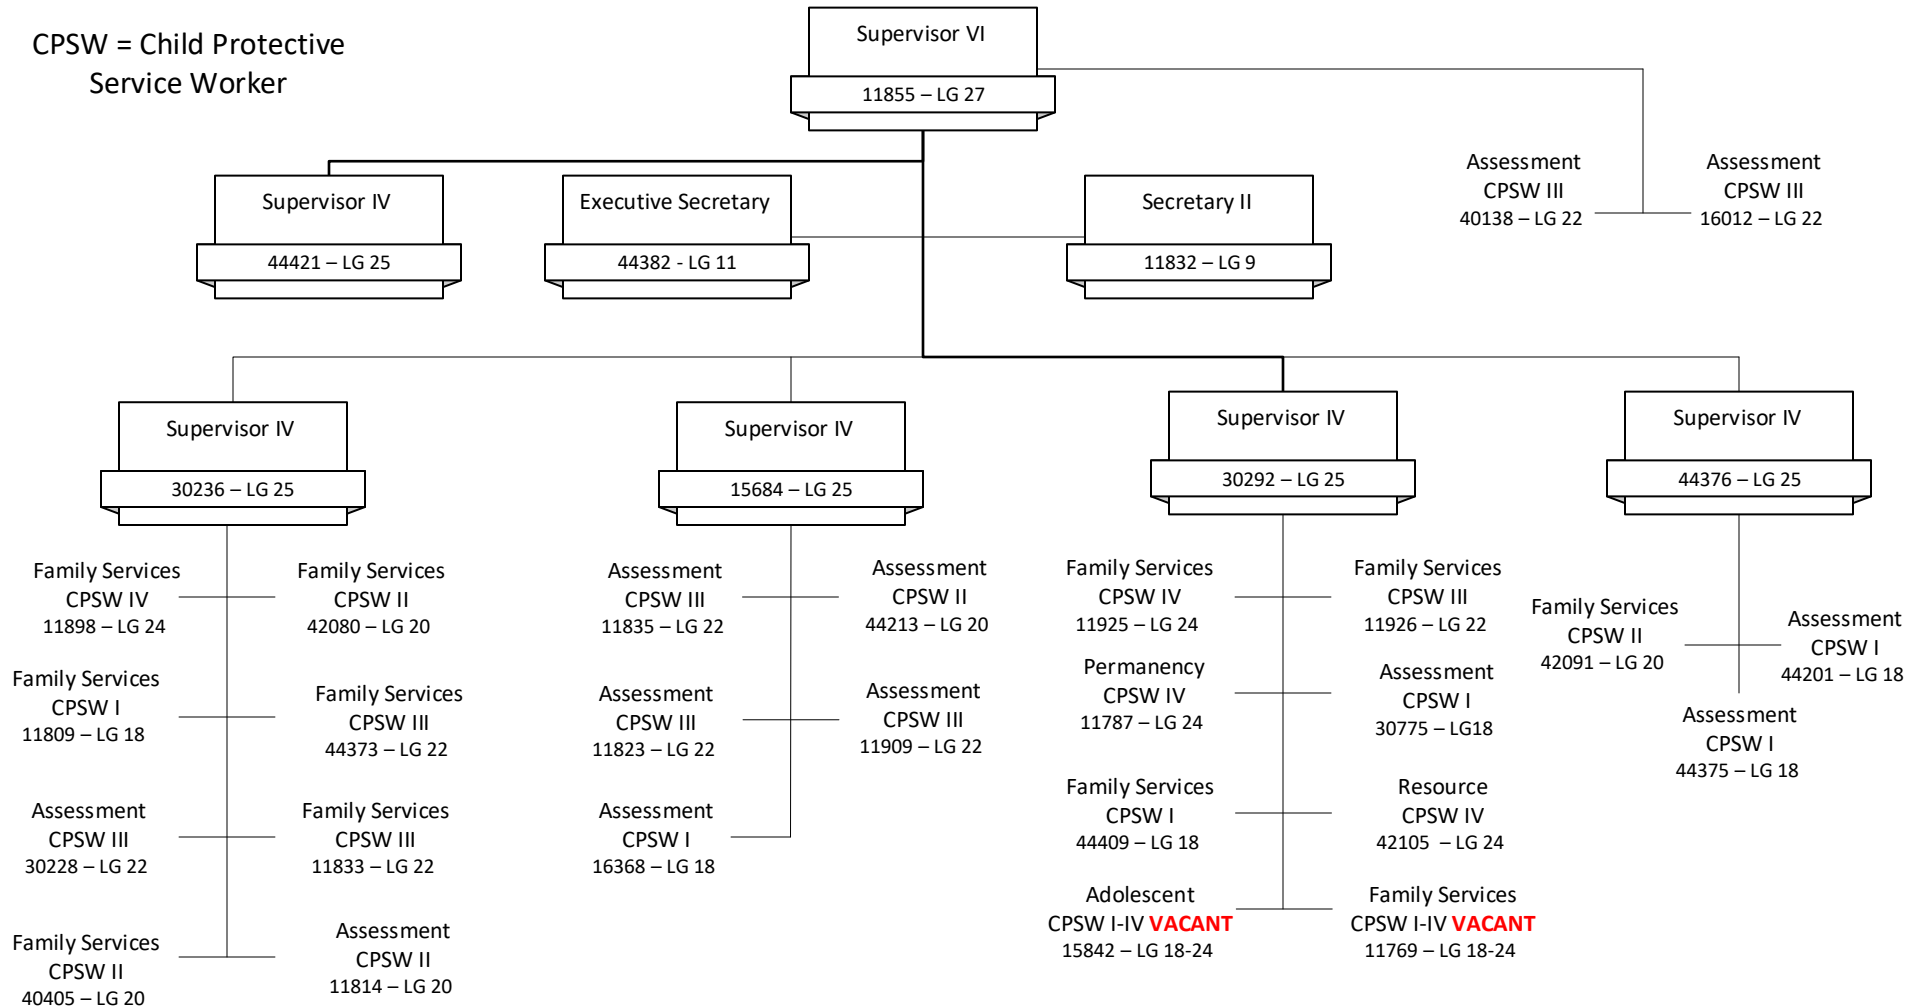 CPSW = Child Protective
Service Worker
Supervisor VI
11855 – LG 27
Assessment
CPSW III
40138 – LG 22
Assessment
CPSW III
16012 – LG 22
Supervisor IV
44421 – LG 25
Executive Secretary
44382 - LG 11
Secretary II
11832 – LG 9
Supervisor IV
30236 – LG 25
Family Services
CPSW IV
11898 – LG 24
Family Services
CPSW II
42080 – LG 20
Family Services
CPSW I
11809 – LG 18
Family Services
CPSW III
44373 – LG 22
Assessment
CPSW III
30228 – LG 22
Family Services
CPSW III
11833 – LG 22
Family Services
CPSW II
40405 – LG 20
Assessment
CPSW II
11814 – LG 20
Supervisor IV
15684 – LG 25
Assessment
CPSW III
11835 – LG 22
Assessment
CPSW II
44213 – LG 20
Assessment
CPSW III
11823 – LG 22
Assessment
CPSW III
11909 – LG 22
Assessment
CPSW I
16368 – LG 18
Supervisor IV
30292 – LG 25
Family Services
CPSW IV
11925 – LG 24
Family Services
CPSW III
11926 – LG 22
Permanency
CPSW IV
11787 – LG 24
Assessment
CPSW I
30775 – LG18
Family Services
CPSW I
44409 – LG 18
Resource
CPSW IV
42105 – LG 24
Adolescent
CPSW I-IV VACANT
15842 – LG 18-24
Family Services
CPSW I-IV VACANT
11769 – LG 18-24
Supervisor IV
44376 – LG 25
Family Services
CPSW II
42091 – LG 20
Assessment
CPSW I
44201 – LG 18
Assessment
CPSW I
44375 – LG 18